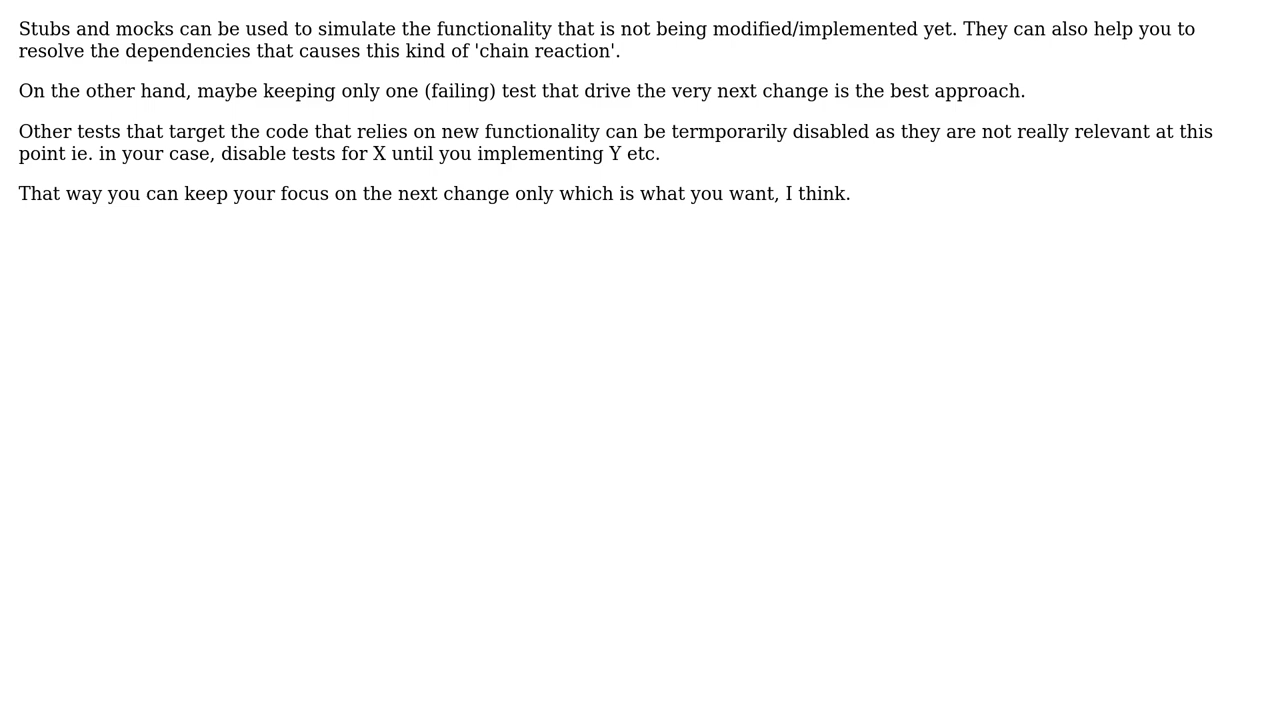 Stubs and mocks can be used to simulate the functionality that is not being modified/implemented yet. They can also help you to
resolve the dependencies that causes this kind of 'chain reaction'.
On the other hand, maybe keeping only one (failing) test that drive the very next change is the best approach.
Other tests that target the code that relies on new functionality can be termporarily disabled as they are not really relevant at this
point ie. in your case, disable tests for X until you implementing Y etc.
That way you can keep your focus on the next change only which is what you want, I think.